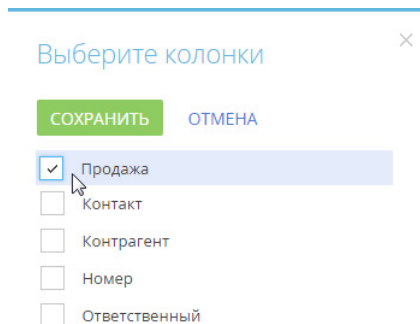 Выберите колонки
СОХРАНИТЬ ОТМЕНА
Продажа
Контакт
Контрагент
Номер
Ответственный